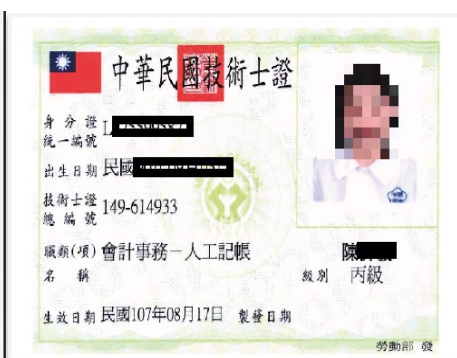 中華民國技術士證
身分證
統一編號 L
出生日期 民國
技術士證
總編號 149-614933
職類(項) 會計事務－人工記帳
名稱
陳
級別 丙級
生效日期 民國107年08月17日 製發日期
勞動部 發